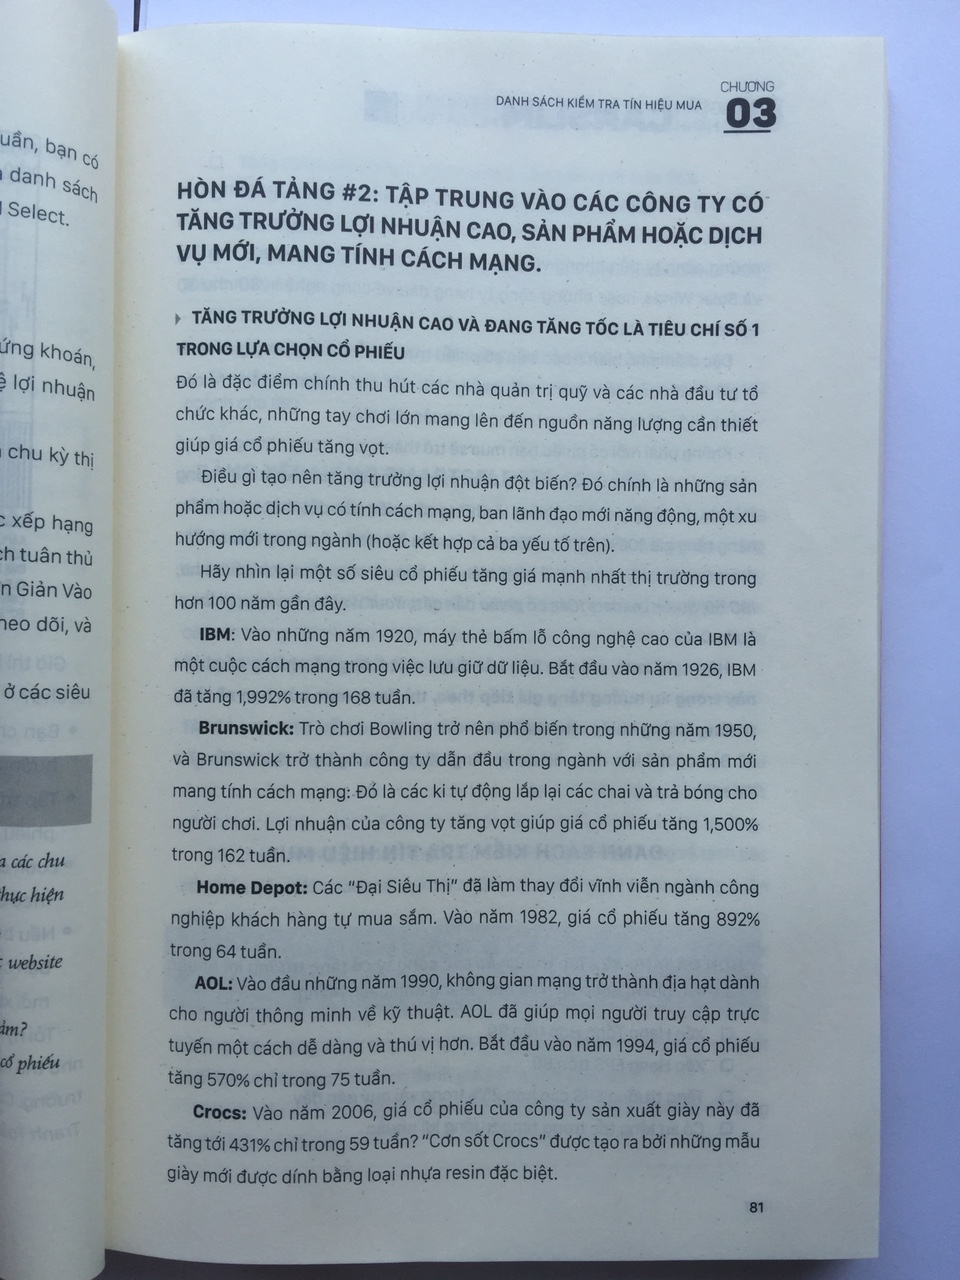 uần, bạn có
danh sách
Select.
ứng khoán,
ệ lợi nhuận
chu kỳ thị
xếp hạng
ch tuân thủ
n Giản Vào
heo dõi, và
ở các siêu
a các chu
hực hiện
website
ảm?
cổ phiếu
CHƯƠNG
DANH SÁCH KIỂM TRA TÍN HIỆU MUA 03
HÒN ĐÁ TẢNG #2: TẬP TRUNG VÀO CÁC CÔNG TY CÓ
TĂNG TRƯỞNG LỢI NHUẬN CAO, SẢN PHẨM HOẶC DỊCH
VỤ MỚI, MANG TÍNH CÁCH MẠNG.
TĂNG TRƯỞNG LỢI NHUẬN CAO VÀ ĐANG TĂNG TỐC LÀ TIÊU CHÍ SỐ 1
TRONG LỰA CHỌN CỔ PHIẾU
Đó là đặc điểm chính thu hút các nhà quản trị quỹ và các nhà đầu tư tổ
chức khác, những tay chơi lớn mang lên đến nguồn năng lượng cần thiết
giúp giá cổ phiếu tăng vọt.
Điều gì tạo nên tăng trưởng lợi nhuận đột biến? Đó chính là những sản
phẩm hoặc dịch vụ có tính cách mạng, ban lãnh đạo mới năng động, một xu
hướng mới trong ngành (hoặc kết hợp cả ba yếu tố trên).
Hãy nhìn lại một số siêu cổ phiếu tăng giá mạnh nhất thị trường trong
hơn 100 năm gần đây.
IBM: Vào những năm 1920, máy thẻ bấm lỗ công nghệ cao của IBM là
một cuộc cách mạng trong việc lưu giữ dữ liệu. Bắt đầu vào năm 1926, IBM
đã tăng 1,992% trong 168 tuần.
Brunswick: Trò chơi Bowling trở nên phổ biến trong những năm 1950,
và Brunswick trở thành công ty dẫn đầu trong ngành với sản phẩm mới
mang tính cách mạng: Đó là các ki tự động lắp lại các chai và trả bóng cho
người chơi. Lợi nhuận của công ty tăng vọt giúp giá cổ phiếu tăng 1,500%
trong 162 tuần.
Home Depot: Các "Đại Siêu Thị" đã làm thay đổi vĩnh viễn ngành công
nghiệp khách hàng tự mua sắm. Vào năm 1982, giá cổ phiếu tăng 892%
trong 64 tuần.
AOL: Vào đầu những năm 1990, không gian mạng trở thành địa hạt dành
cho người thông minh về kỹ thuật. AOL đã giúp mọi người truy cập trực
tuyến một cách dễ dàng và thú vị hơn. Bắt đầu vào năm 1994, giá cổ phiếu
tăng 570% chỉ trong 75 tuần.
Crocs: Vào năm 2006, giá cổ phiếu của công ty sản xuất giày này đã
tăng tới 431% chỉ trong 59 tuần? "Cơn sốt Crocs" được tạo ra bởi những mẫu
giày mới được dính bằng loại nhựa resin đặc biệt.
81